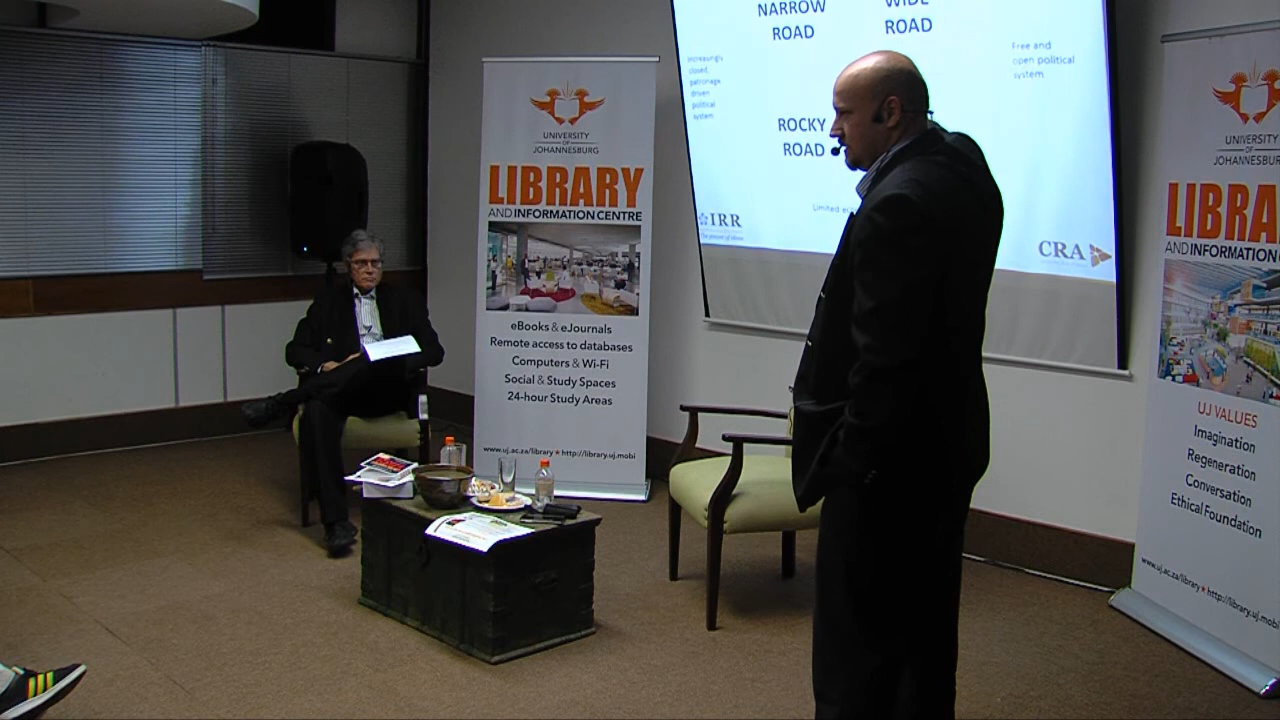 UNIVERSITY
OF
JOHANNESBURG
LIBRARY
AND INFORMATION CENTRE
eBooks & eJournals
Remote access to databases
Computers & Wi-Fi
Social & Study Spaces
24-hour Study Areas
www.uj.ac.za/library ★ http://library.uj.mobi
NARROW
ROAD
WIDE
ROAD
Increasingly
closed,
patronage
driven
political
system
Free and
open political
system
ROCKY
ROAD
Limited
IRR
CRA
UNIVERSITY
OF
JOHANNESBURG
LIBRA
AND INFORMATION
UJ VALUES
Imagination
Regeneration
Conversation
Ethical Foundation
www.uj.ac.za/library ★ http://library.uj.mobi